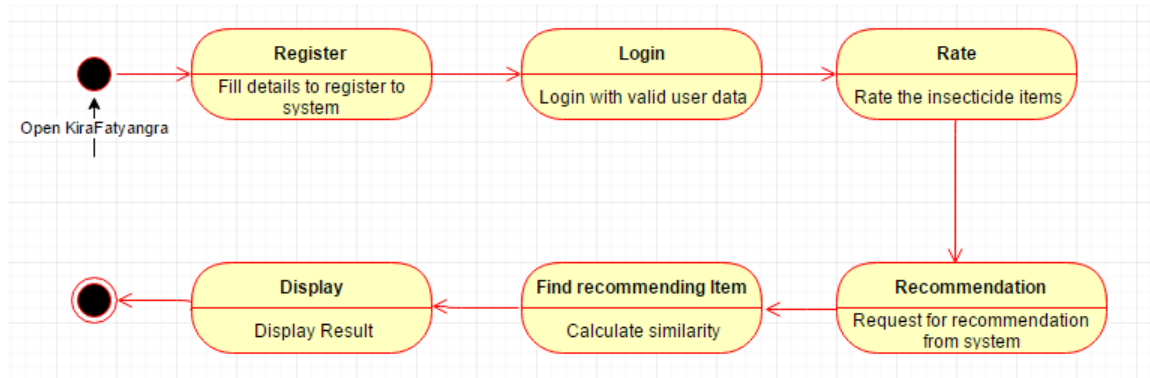 Register
Fill details to register to
system
Login
Login with valid user data
Rate
Rate the insecticide items
Open KiraFatyangra
Display
Display Result
Find recommending Item
Calculate similarity
Recommendation
Request for recommendation
from system